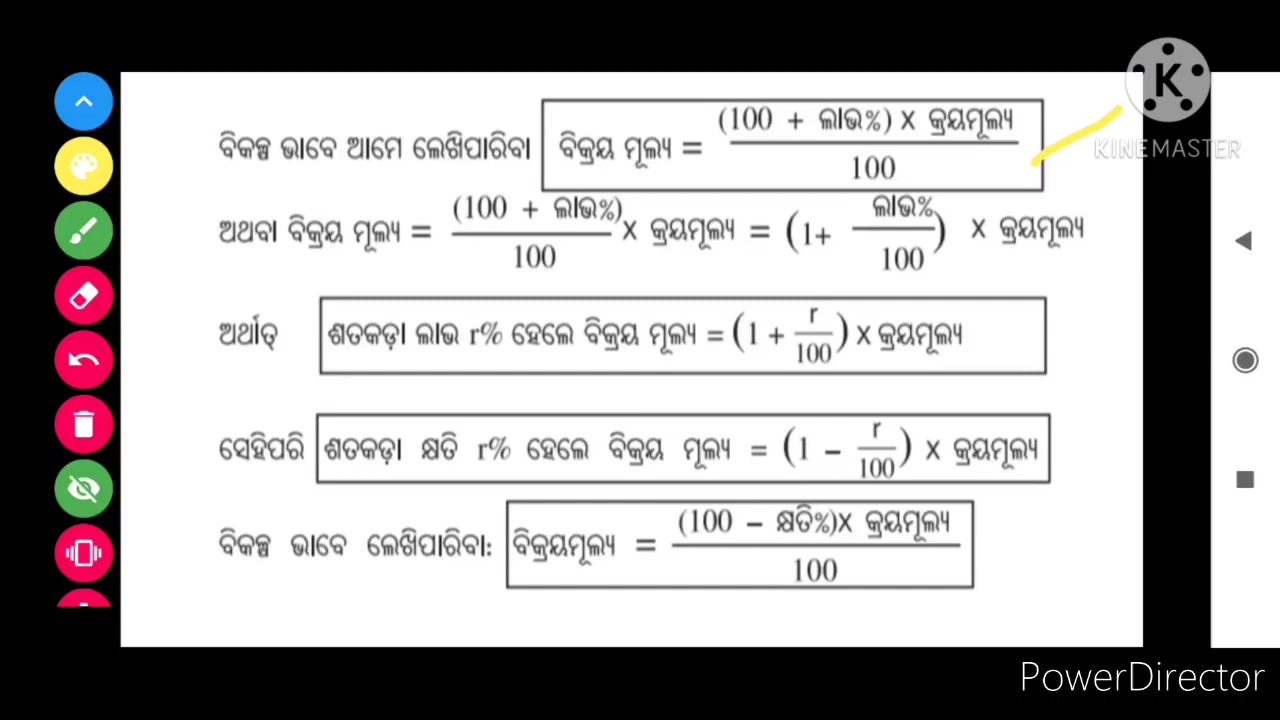 ବିକଳ୍ପ ଭାବେ ଆମେ ଲେଖିପାରିବା ବିକ୍ରୟ ମୂଲ୍ୟ = (100 + ଲାଭ%) X କ୍ରୟମୂଲ୍ୟ / 100
ଅଥବା ବିକ୍ରୟ ମୂଲ୍ୟ = (100 + ଲାଭ%) / 100 X କ୍ରୟମୂଲ୍ୟ = (1+ ଲାଭ% / 100) X କ୍ରୟମୂଲ୍ୟ
ଅର୍ଥାତ୍ ଶତକଡ଼ା ଲାଭ r% ହେଲେ ବିକ୍ରୟ ମୂଲ୍ୟ = (1 + r / 100) X କ୍ରୟମୂଲ୍ୟ
ସେହିପରି ଶତକଡ଼ା କ୍ଷତି r% ହେଲେ ବିକ୍ରୟ ମୂଲ୍ୟ = (1 – r / 100) X କ୍ରୟମୂଲ୍ୟ
ବିକଳ୍ପ ଭାବେ ଲେଖିପାରିବା: ବିକ୍ରୟମୂଲ୍ୟ = (100 – କ୍ଷତି%)X କ୍ରୟମୂଲ୍ୟ / 100
K
KINEMASTER
PowerDirector